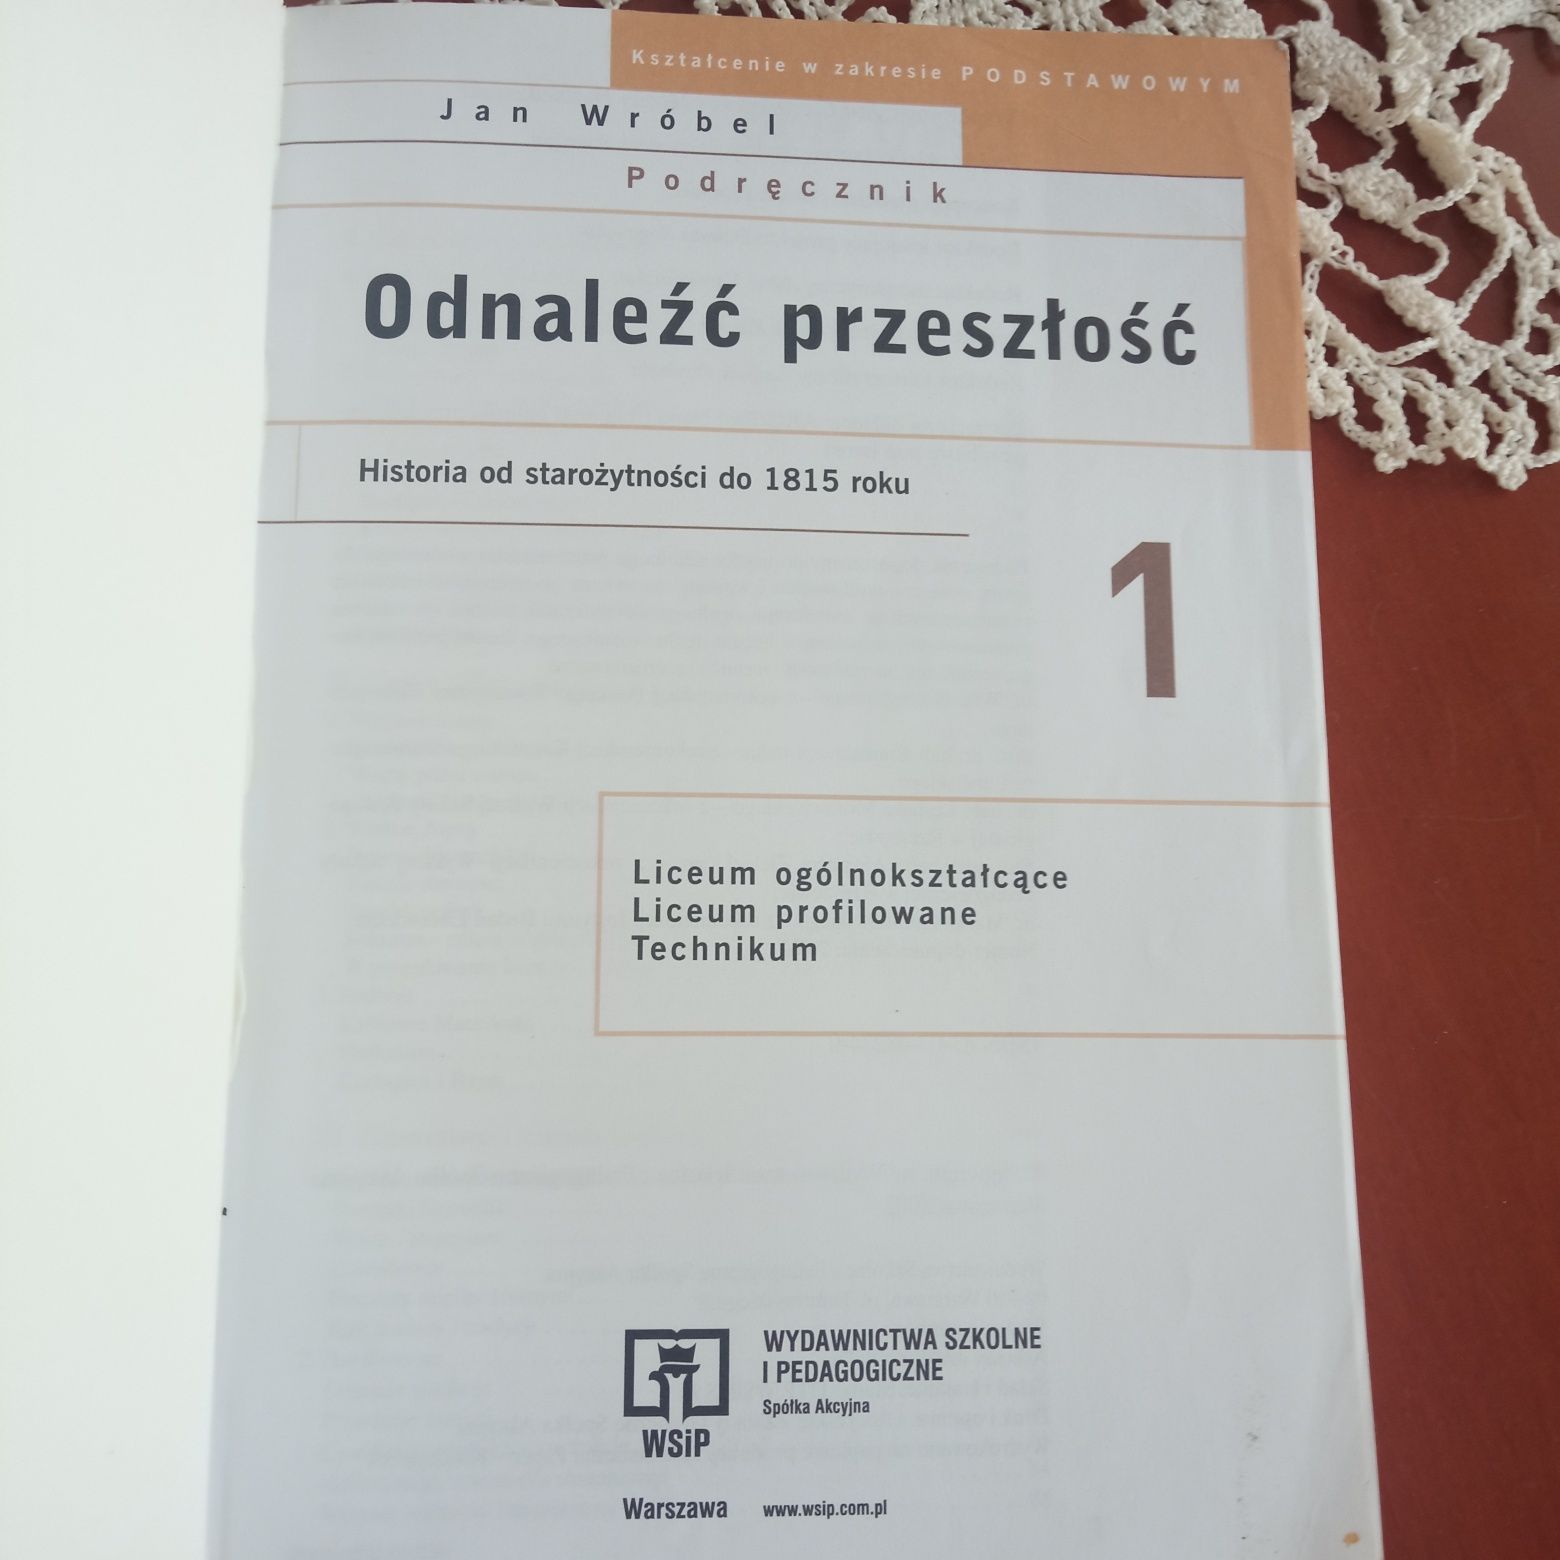 Kształcenie w zakresie PODSTAWOWYM
Jan Wróbel
Podręcznik
Odnaleźć przeszłość
Historia od starożytności do 1815 roku
1
Liceum ogólnokształcące
Liceum profilowane
Technikum
WYDAWNICTWA SZKOLNE
I PEDAGOGICZNE
Spółka Akcyjna
WSiP
Warszawa www.wsip.com.pl